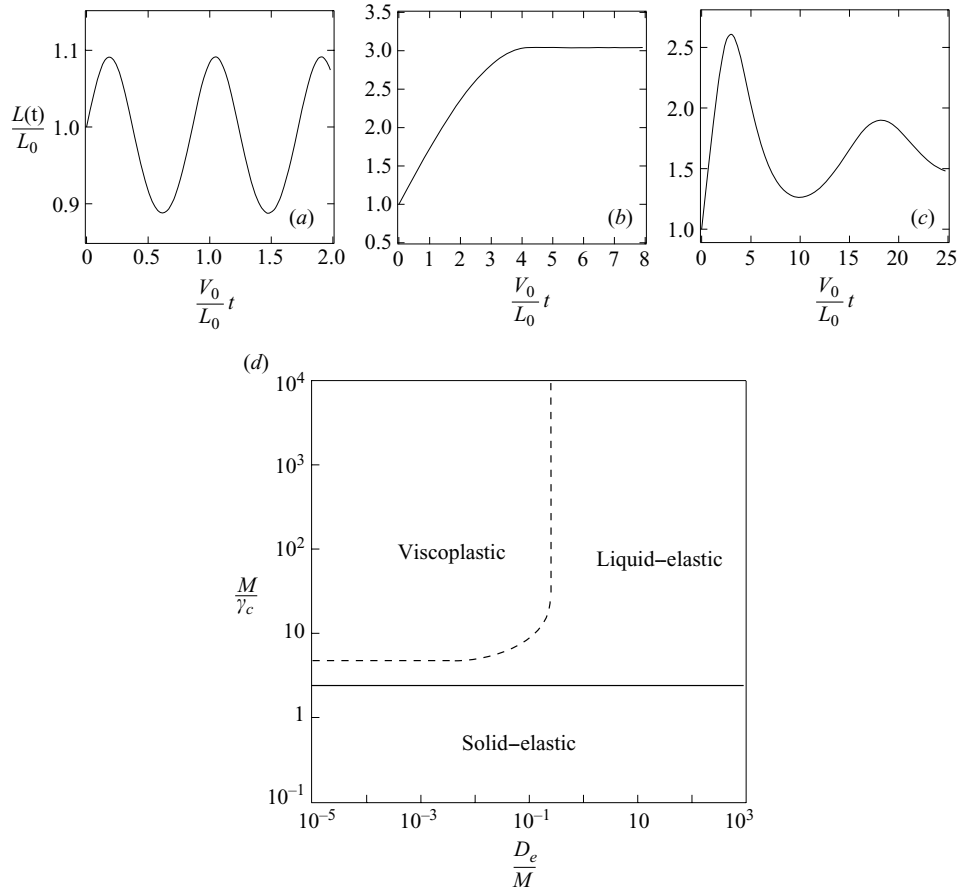 1.1
1.0
0.9
L(t)
L0
0 0.5 1.0 1.5 2.0
(a)
V0
L0 t
3.5
3.0
2.5
2.0
1.5
1.0
0.5
0 1 2 3 4 5 6 7 8
(b)
V0
L0 t
2.5
2.0
1.5
1.0
0 5 10 15 20 25
(c)
V0
L0 t
(d)
10^4
10^3
10^2
10
1
10^–1
M
γc
Viscoplastic
Liquid–elastic
Solid–elastic
10^–5 10^–3 10^–1 10 10^3
De
M